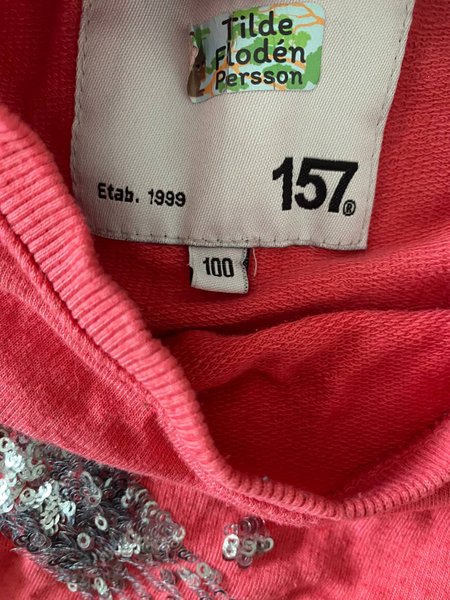 Tilde
Flodén
Persson
Etab. 1999
157®
100